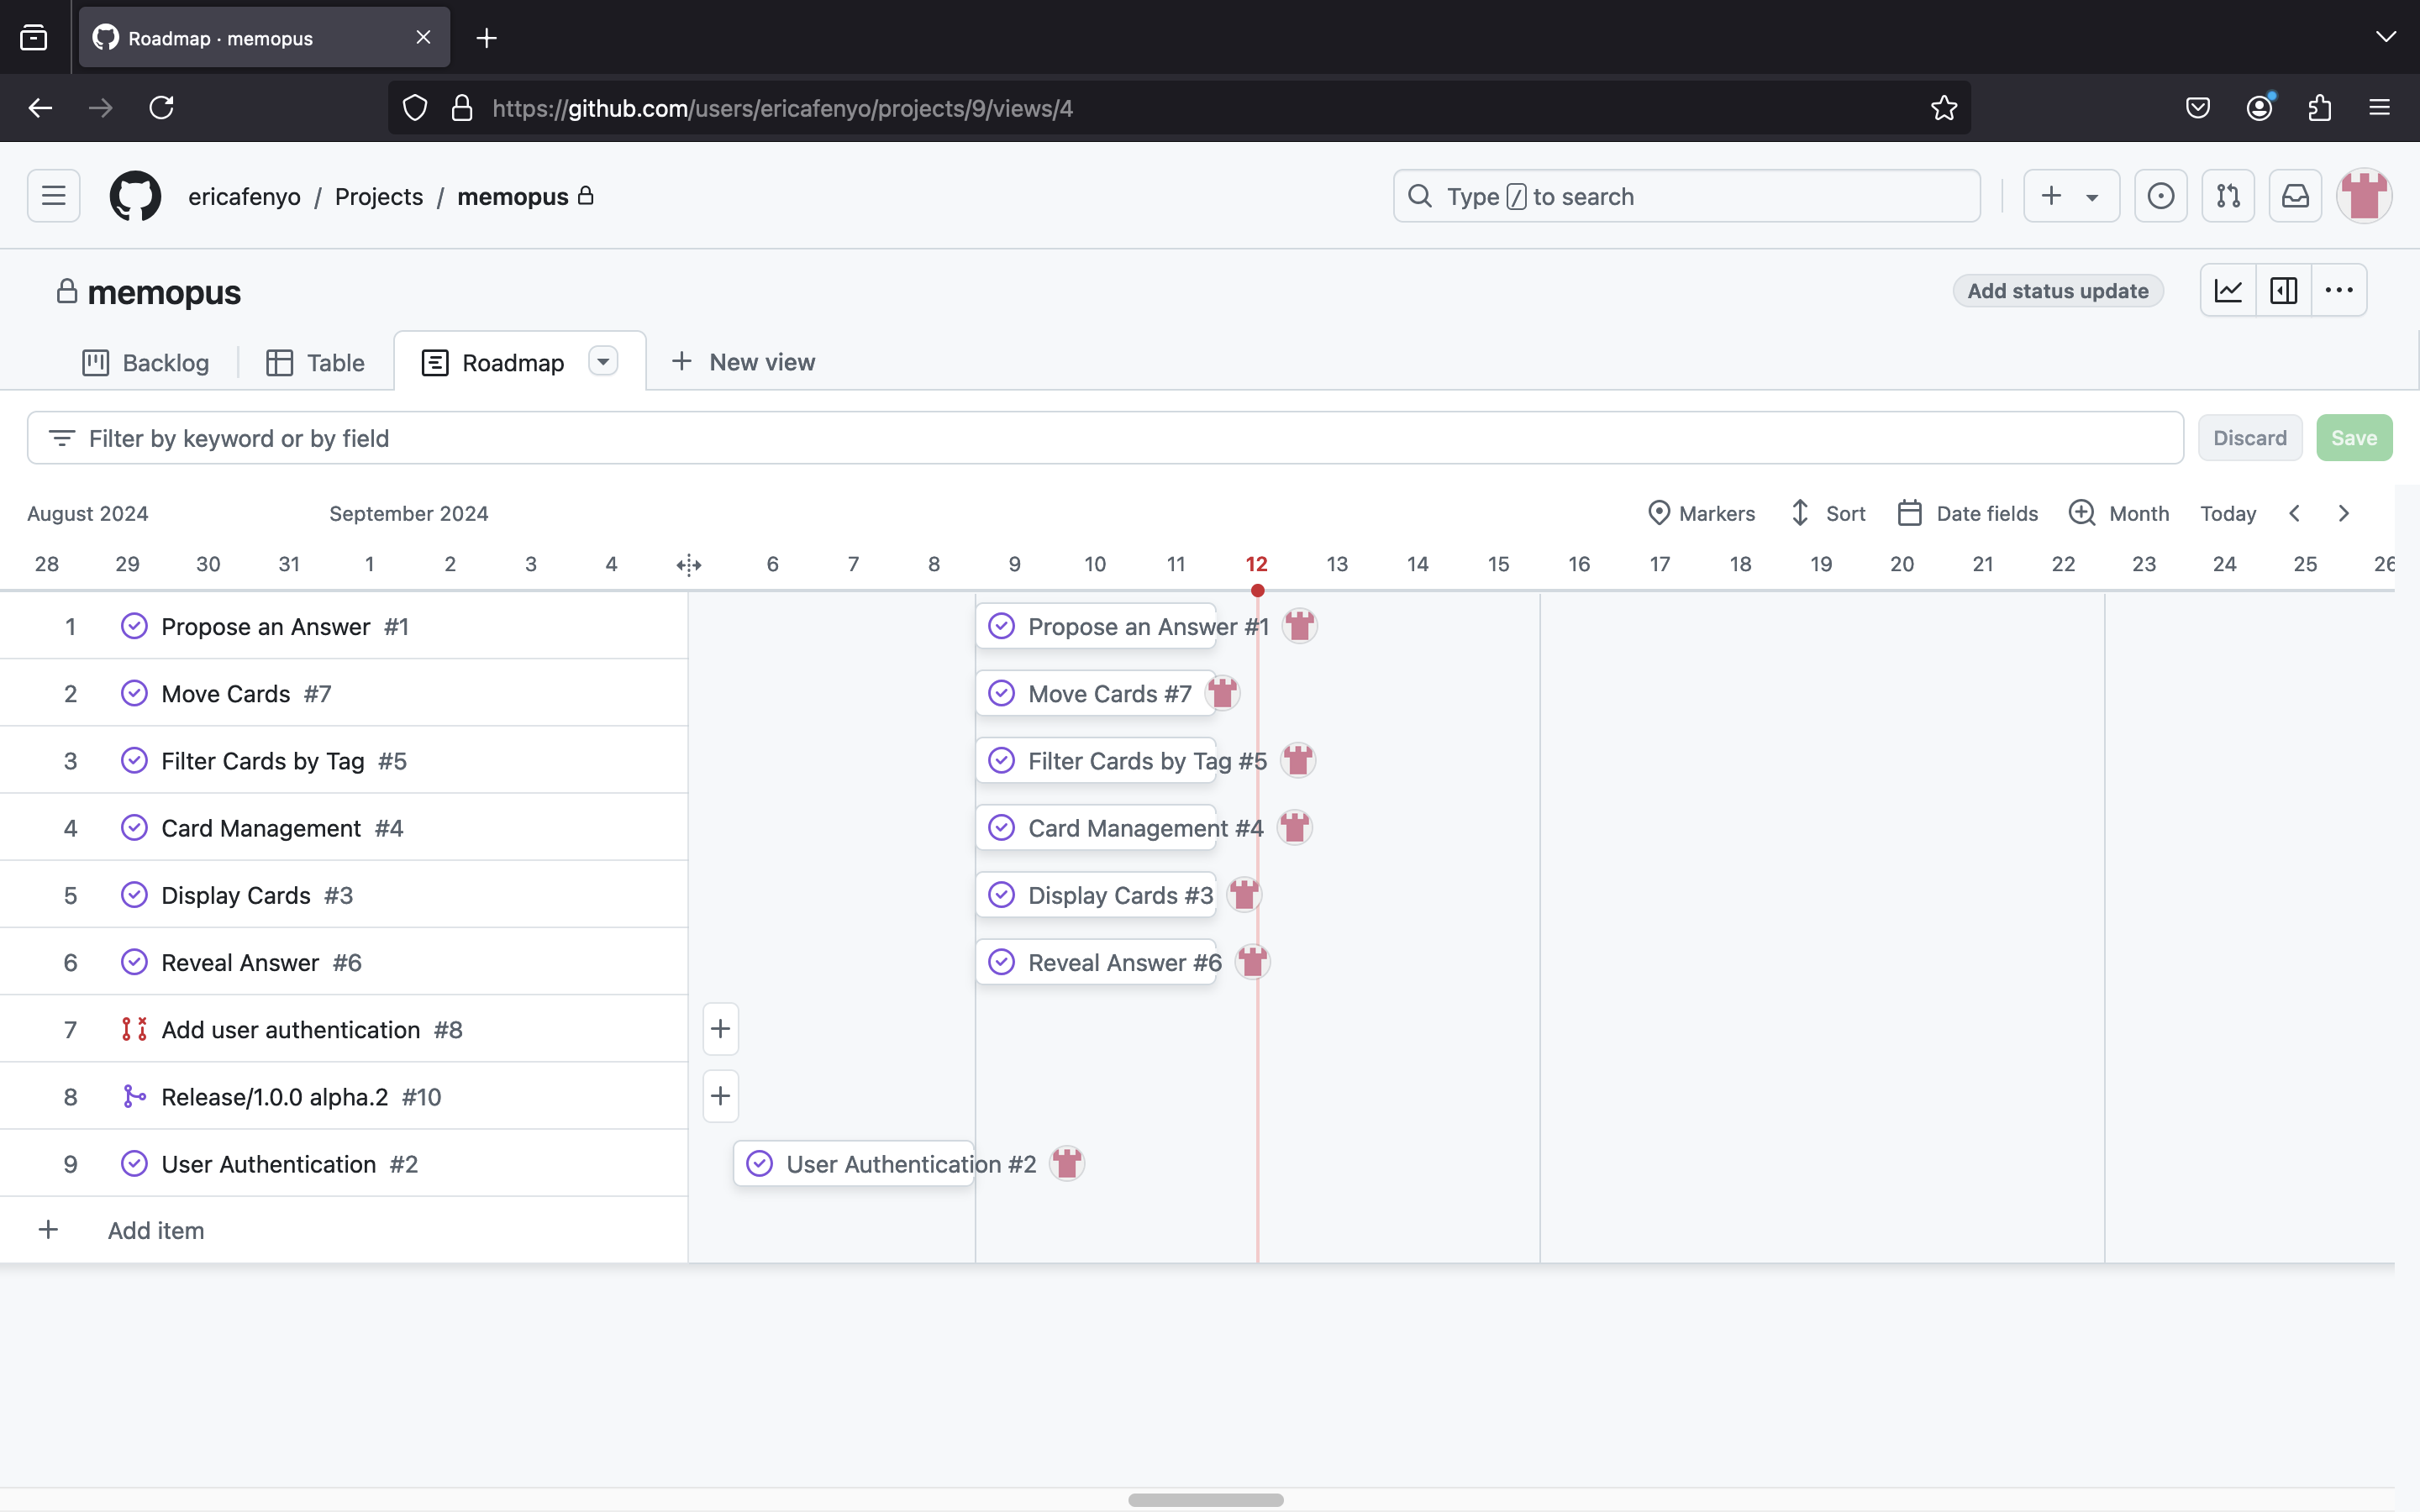 Roadmap · memopus
https://github.com/users/ericafenyo/projects/9/views/4
ericafenyo / Projects / memopus
Type / to search
memopus
Add status update
Backlog
Table
Roadmap
New view
Filter by keyword or by field
Discard
Save
August 2024
September 2024
Markers
Sort
Date fields
Month
Today
28 29 30 31 1 2 3 4 6 7 8 9 10 11 12 13 14 15 16 17 18 19 20 21 22 23 24 25 26
1 Propose an Answer #1 Propose an Answer #1
2 Move Cards #7 Move Cards #7
3 Filter Cards by Tag #5 Filter Cards by Tag #5
4 Card Management #4 Card Management #4
5 Display Cards #3 Display Cards #3
6 Reveal Answer #6 Reveal Answer #6
7 Add user authentication #8
8 Release/1.0.0 alpha.2 #10
9 User Authentication #2 User Authentication #2
Add item